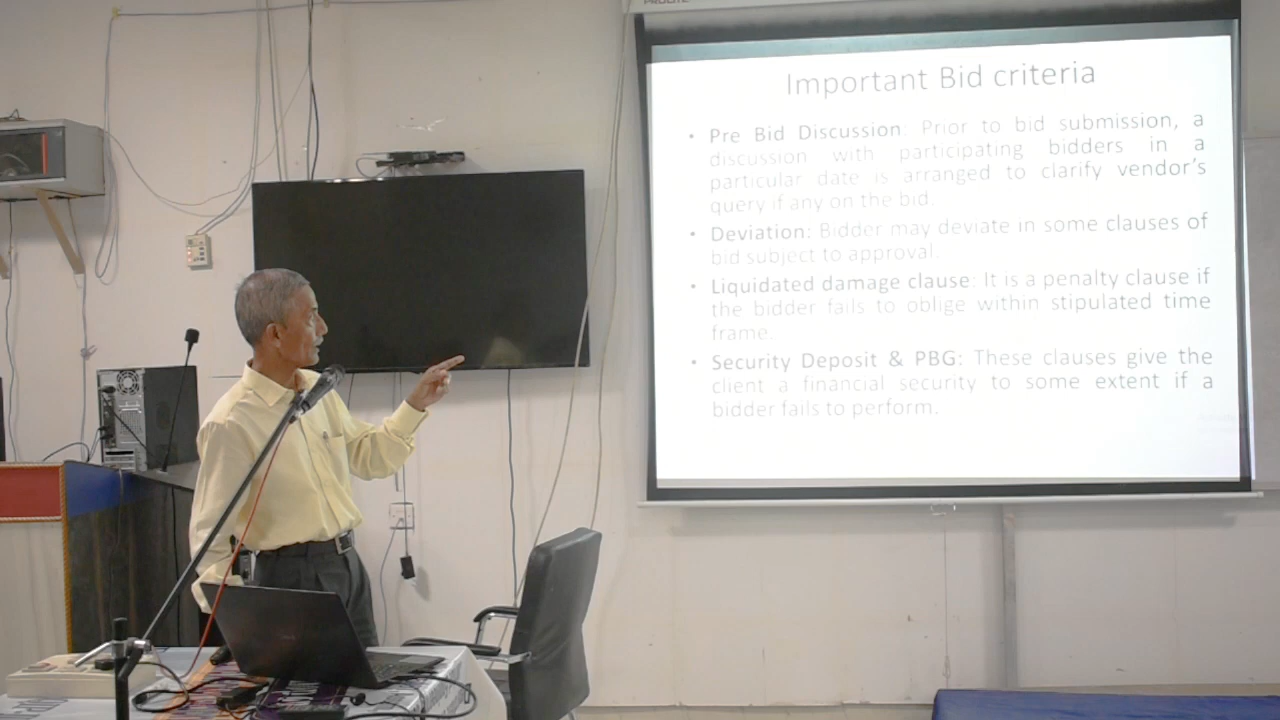 Important Bid criteria
• Pre Bid Discussion: Prior to bid submission, a
discussion with participating bidders in a
particular date is arranged to clarify vendor's
query if any on the bid.
• Deviation: Bidder may deviate in some clauses of
bid subject to approval.
• Liquidated damage clause: It is a penalty clause if
the bidder fails to oblige within stipulated time
frame.
• Security Deposit & PBG: These clauses give the
client a financial security to some extent if a
bidder fails to perform.